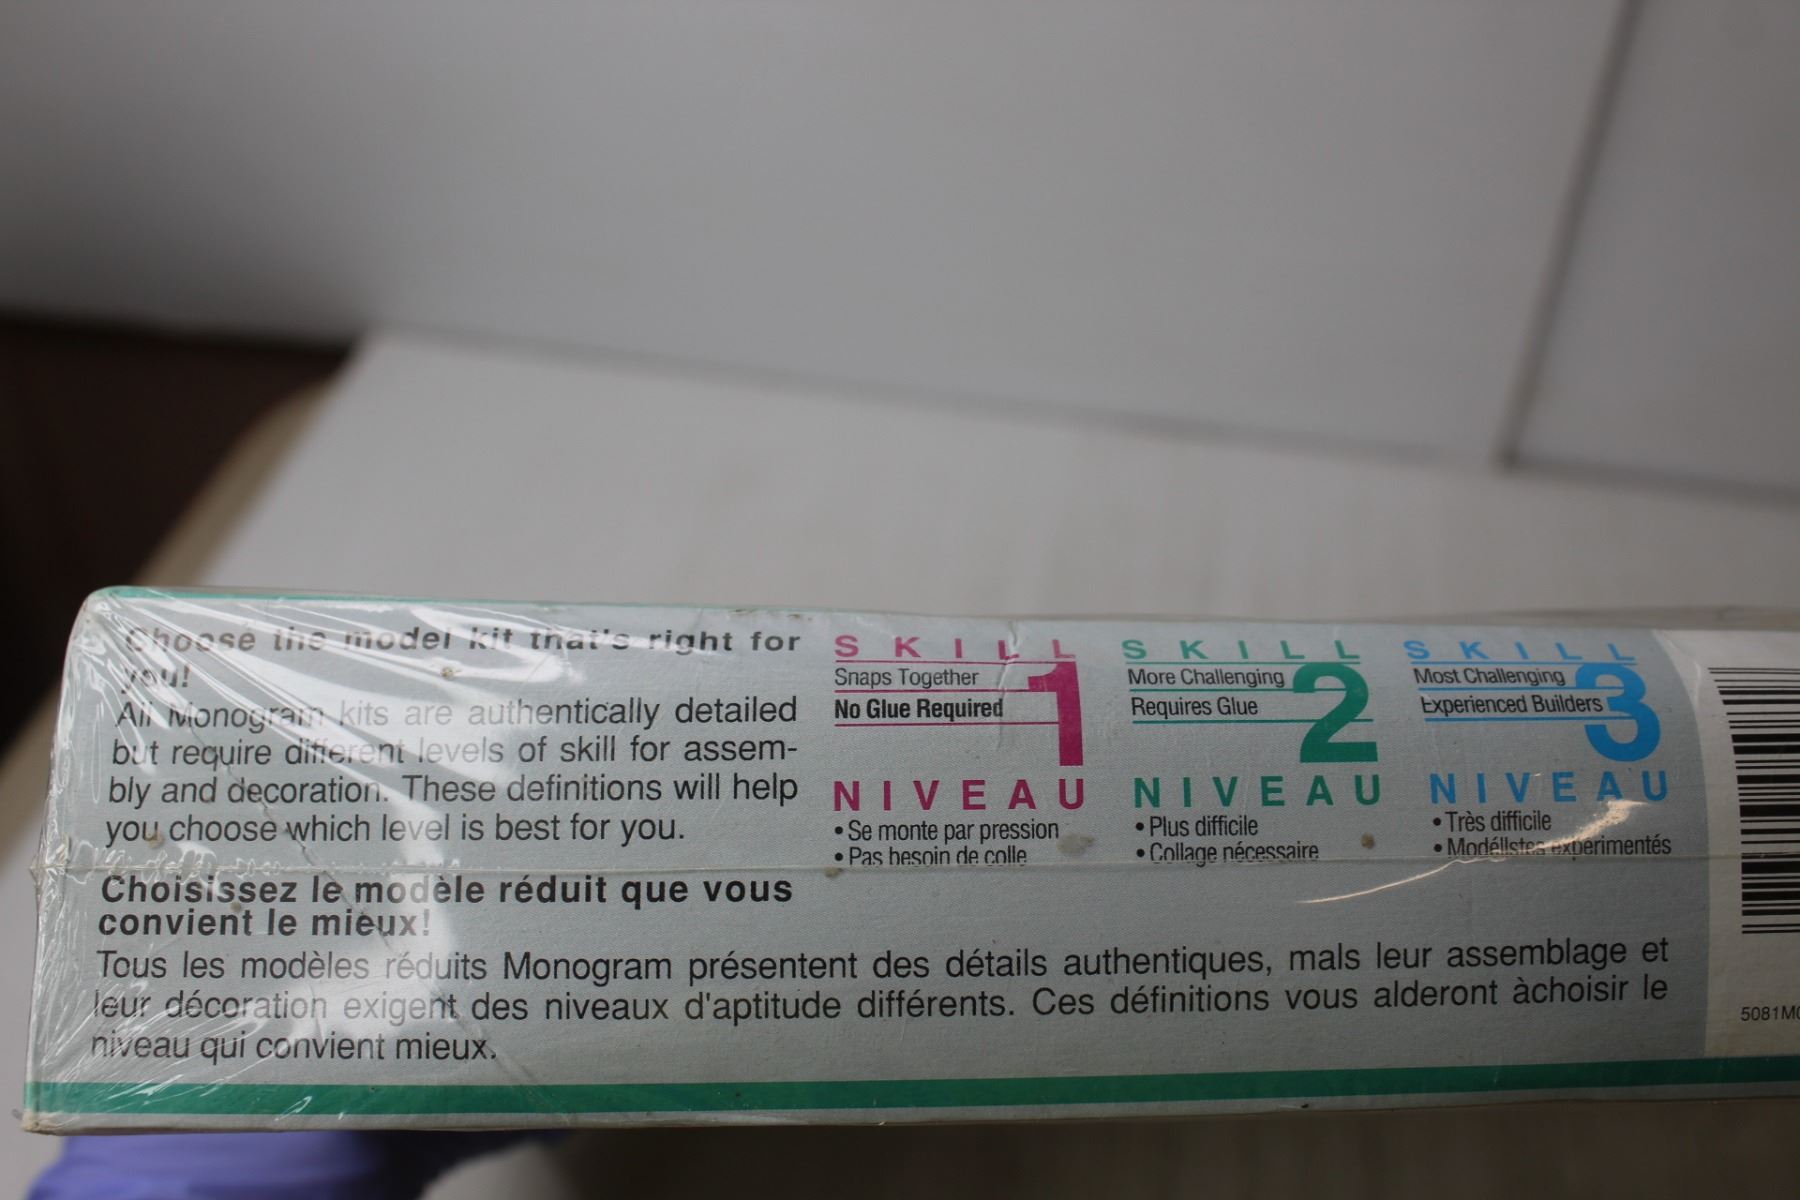 Choose the model kit that's right for
you!
All Monogram kits are authentically detailed
but require different levels of skill for assem-
bly and decoration. These definitions will help
you choose which level is best for you.
SKILL 1
Snaps Together
No Glue Required
NIVEAU
• Se monte par pression
• Pas besoin de colle
SKILL 2
More Challenging
Requires Glue
NIVEAU
• Plus difficile
• Collage nécessaire
SKILL 3
Most Challenging
Experienced Builders
NIVEAU
• Très difficile
• Modélistes expérimentés
Choisissez le modèle réduit que vous
convient le mieux!
Tous les modèles réduits Monogram présentent des détails authentiques, mals leur assemblage et
leur décoration exigent des niveaux d'aptitude différents. Ces définitions vous alderont àchoisir le
niveau qui convient mieux.